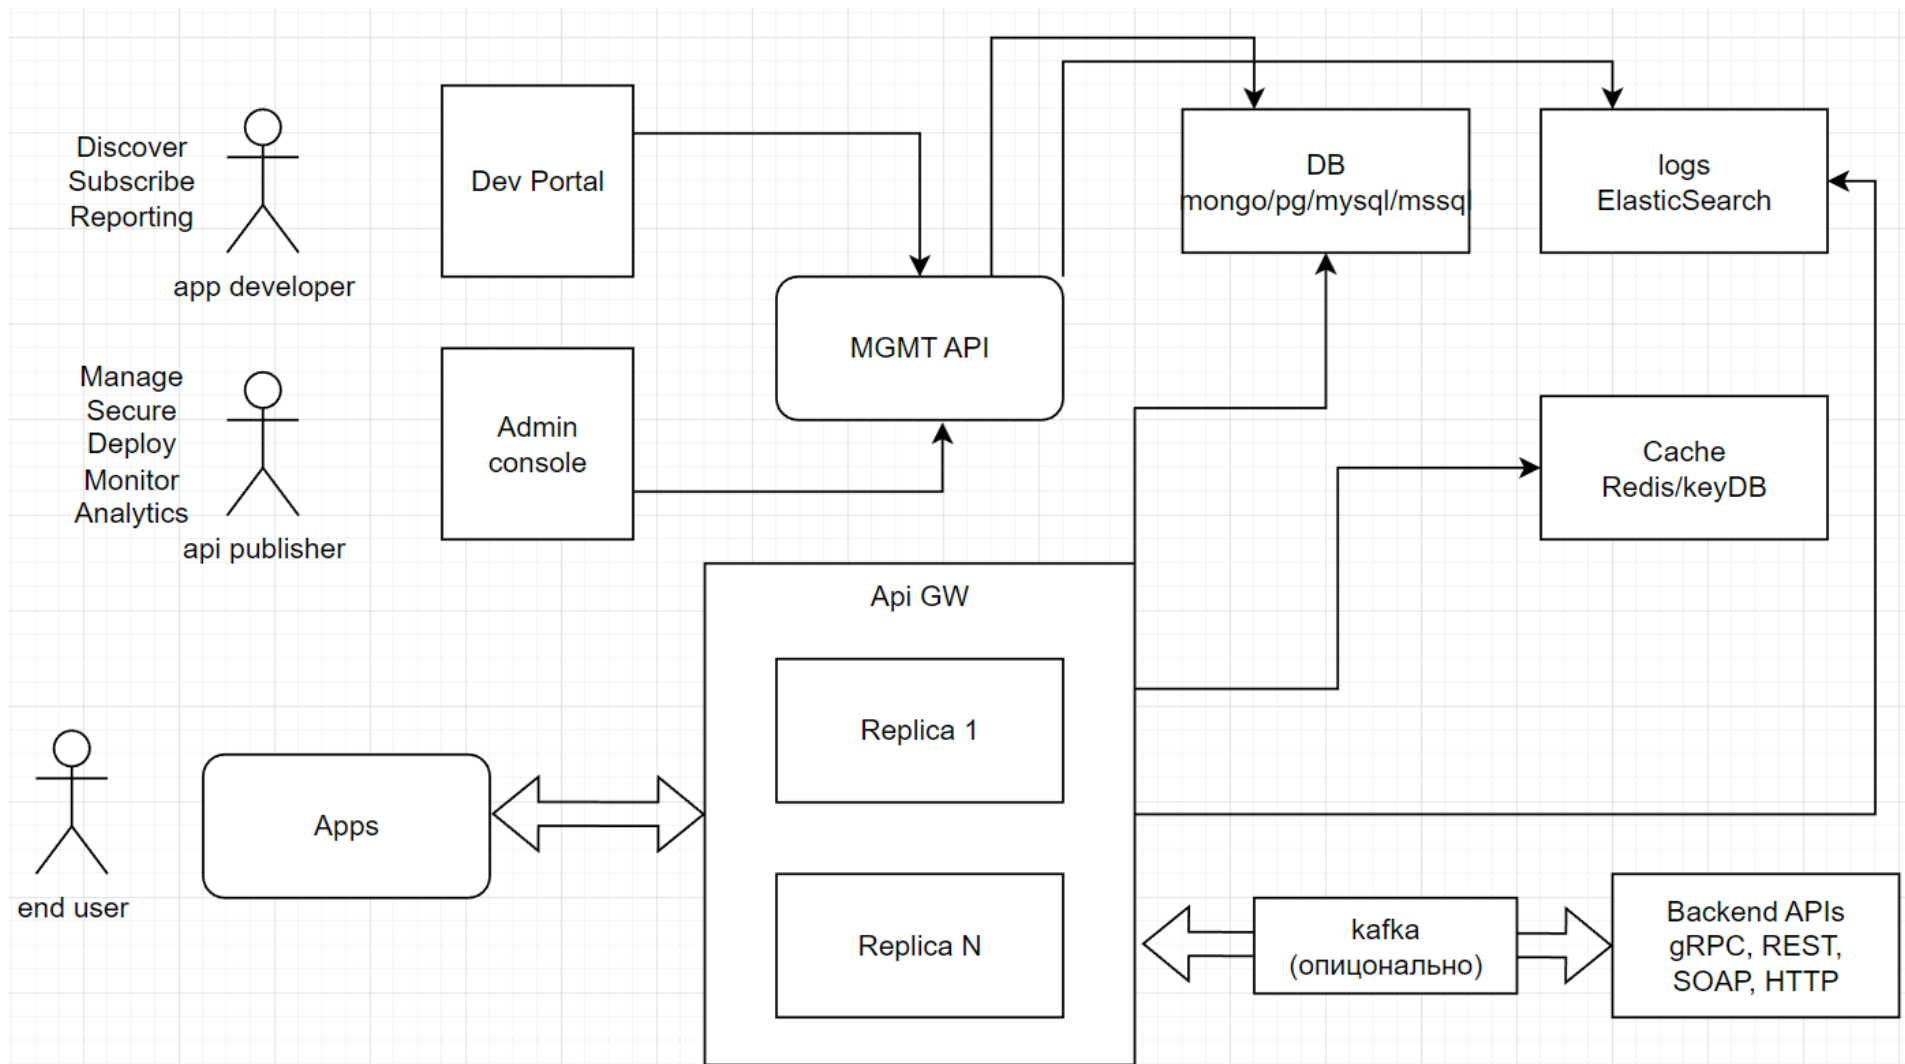 Discover
Subscribe
Reporting
app developer
Dev Portal
DB
mongo/pg/mysql/mssql
logs
ElasticSearch
MGMT API
Manage
Secure
Deploy
Monitor
Analytics
api publisher
Admin
console
Cache
Redis/keyDB
Api GW
Replica 1
Replica N
end user
Apps
kafka
(опицонально)
Backend APIs
gRPC, REST,
SOAP, HTTP